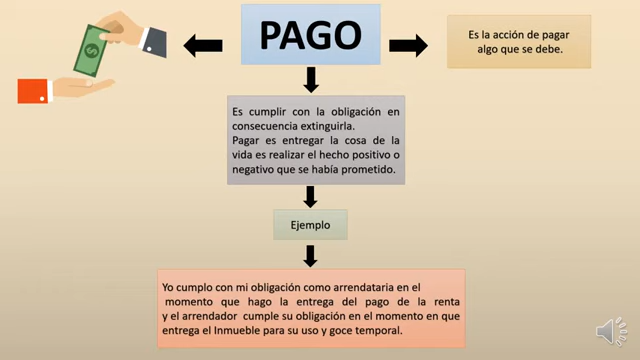 PAGO
Es la acción de pagar
algo que se debe.
Es cumplir con la obligación en
consecuencia extinguirla.
Pagar es entregar la cosa de la
vida es realizar el hecho positivo o
negativo que se había prometido.
Ejemplo
Yo cumplo con mi obligación como arrendataria en el
momento que hago la entrega del pago de la renta
y el arrendador cumple su obligación en el momento en que
entrega el Inmueble para su uso y goce temporal.